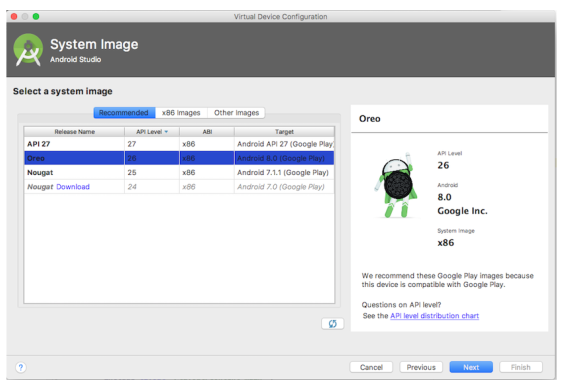 Virtual Device Configuration
System Image
Android Studio
Select a system image
Recommended x86 Images Other Images
Release Name API Level ABI Target
API 27 27 x86 Android API 27 (Google Play)
Oreo 26 x86 Android 8.0 (Google Play)
Nougat 25 x86 Android 7.1.1 (Google Play)
Nougat Download 24 x86 Android 7.0 (Google Play)
Oreo
API Level
26
Android
8.0
Google Inc.
System Image
x86
We recommend these Google Play images because
this device is compatible with Google Play.
Questions on API level?
See the API level distribution chart
? Cancel Previous Next Finish